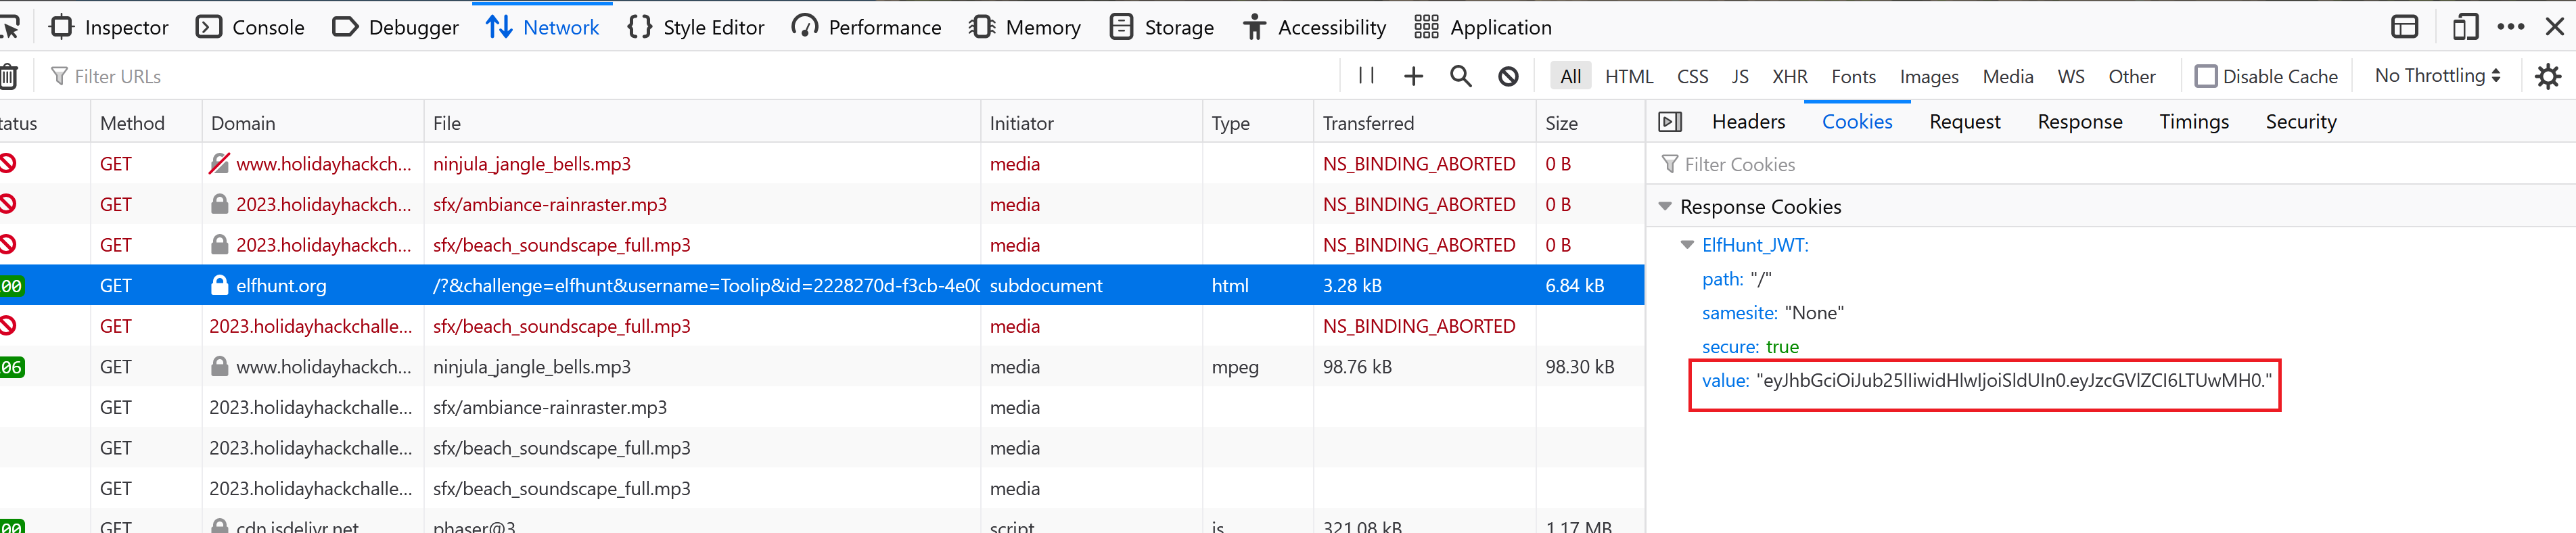 Inspector Console Debugger Network Style Editor Performance Memory Storage Accessibility Application
Filter URLs All HTML CSS JS XHR Fonts Images Media WS Other Disable Cache No Throttling
tatus Method Domain File Initiator Type Transferred Size
GET www.holidayhackch... ninjula_jangle_bells.mp3 media NS_BINDING_ABORTED 0 B
GET 2023.holidayhackch... sfx/ambiance-rainraster.mp3 media NS_BINDING_ABORTED 0 B
GET 2023.holidayhackch... sfx/beach_soundscape_full.mp3 media NS_BINDING_ABORTED 0 B
00 GET elfhunt.org /?&challenge=elfhunt&username=Toolip&id=2228270d-f3cb-4e00 subdocument html 3.28 kB 6.84 kB
GET 2023.holidayhackchalle... sfx/beach_soundscape_full.mp3 media NS_BINDING_ABORTED
06 GET www.holidayhackch... ninjula_jangle_bells.mp3 media mpeg 98.76 kB 98.30 kB
GET 2023.holidayhackchalle... sfx/ambiance-rainraster.mp3 media
GET 2023.holidayhackchalle... sfx/beach_soundscape_full.mp3 media
GET 2023.holidayhackchalle... sfx/beach_soundscape_full.mp3 media
00 GET cdn.jsdelivr.net phaser@3 script js 321.08 kB 1.17 MB
Headers Cookies Request Response Timings Security
Filter Cookies
Response Cookies
ElfHunt_JWT:
path: "/"
samesite: "None"
secure: true
value: "eyJhbGciOiJub25lIiwidHlwIjoiSldUIn0.eyJzcGVlZCI6LTUwMH0."